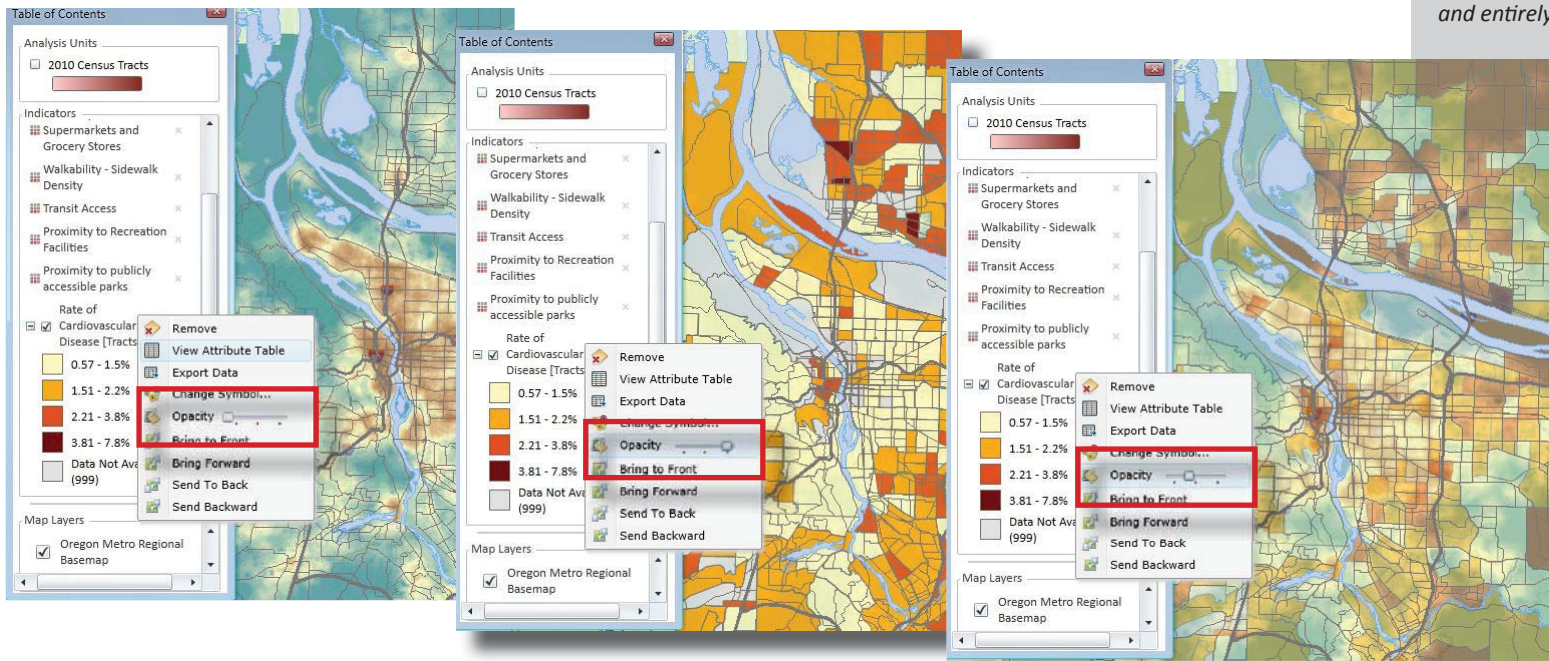 and entirely
Table of Contents
Analysis Units
2010 Census Tracts
Indicators
Supermarkets and
Grocery Stores
Walkability - Sidewalk
Density
Transit Access
Proximity to Recreation
Facilities
Proximity to publicly
accessible parks
Rate of
Cardiovascular
Disease [Tracts
0.57 - 1.5%
1.51 - 2.2%
2.21 - 3.8%
3.81 - 7.8%
Data Not Ava
(999)
Remove
View Attribute Table
Export Data
Change Symbol...
Opacity
Bring to Front
Bring Forward
Send To Back
Send Backward
Map Layers
Oregon Metro Regional
Basemap
Table of Contents
Analysis Units
2010 Census Tracts
Indicators
Supermarkets and
Grocery Stores
Walkability - Sidewalk
Density
Transit Access
Proximity to Recreation
Facilities
Proximity to publicly
accessible parks
Rate of
Cardiovascular
Disease [Tracts
0.57 - 1.5%
1.51 - 2.2%
2.21 - 3.8%
3.81 - 7.8%
Data Not Ava
(999)
Remove
View Attribute Table
Export Data
Change Symbol...
Opacity
Bring to Front
Bring Forward
Send To Back
Send Backward
Map Layers
Oregon Metro Regional
Basemap
Table of Contents
Analysis Units
2010 Census Tracts
Indicators
Supermarkets and
Grocery Stores
Walkability - Sidewalk
Density
Transit Access
Proximity to Recreation
Facilities
Proximity to publicly
accessible parks
Rate of
Cardiovascular
Disease [Tracts
0.57 - 1.5%
1.51 - 2.2%
2.21 - 3.8%
3.81 - 7.8%
Data Not Ava
(999)
Remove
View Attribute Table
Export Data
Change Symbol...
Opacity
Bring to Front
Bring Forward
Send To Back
Send Backward
Map Layers
Oregon Metro Regional
Basemap